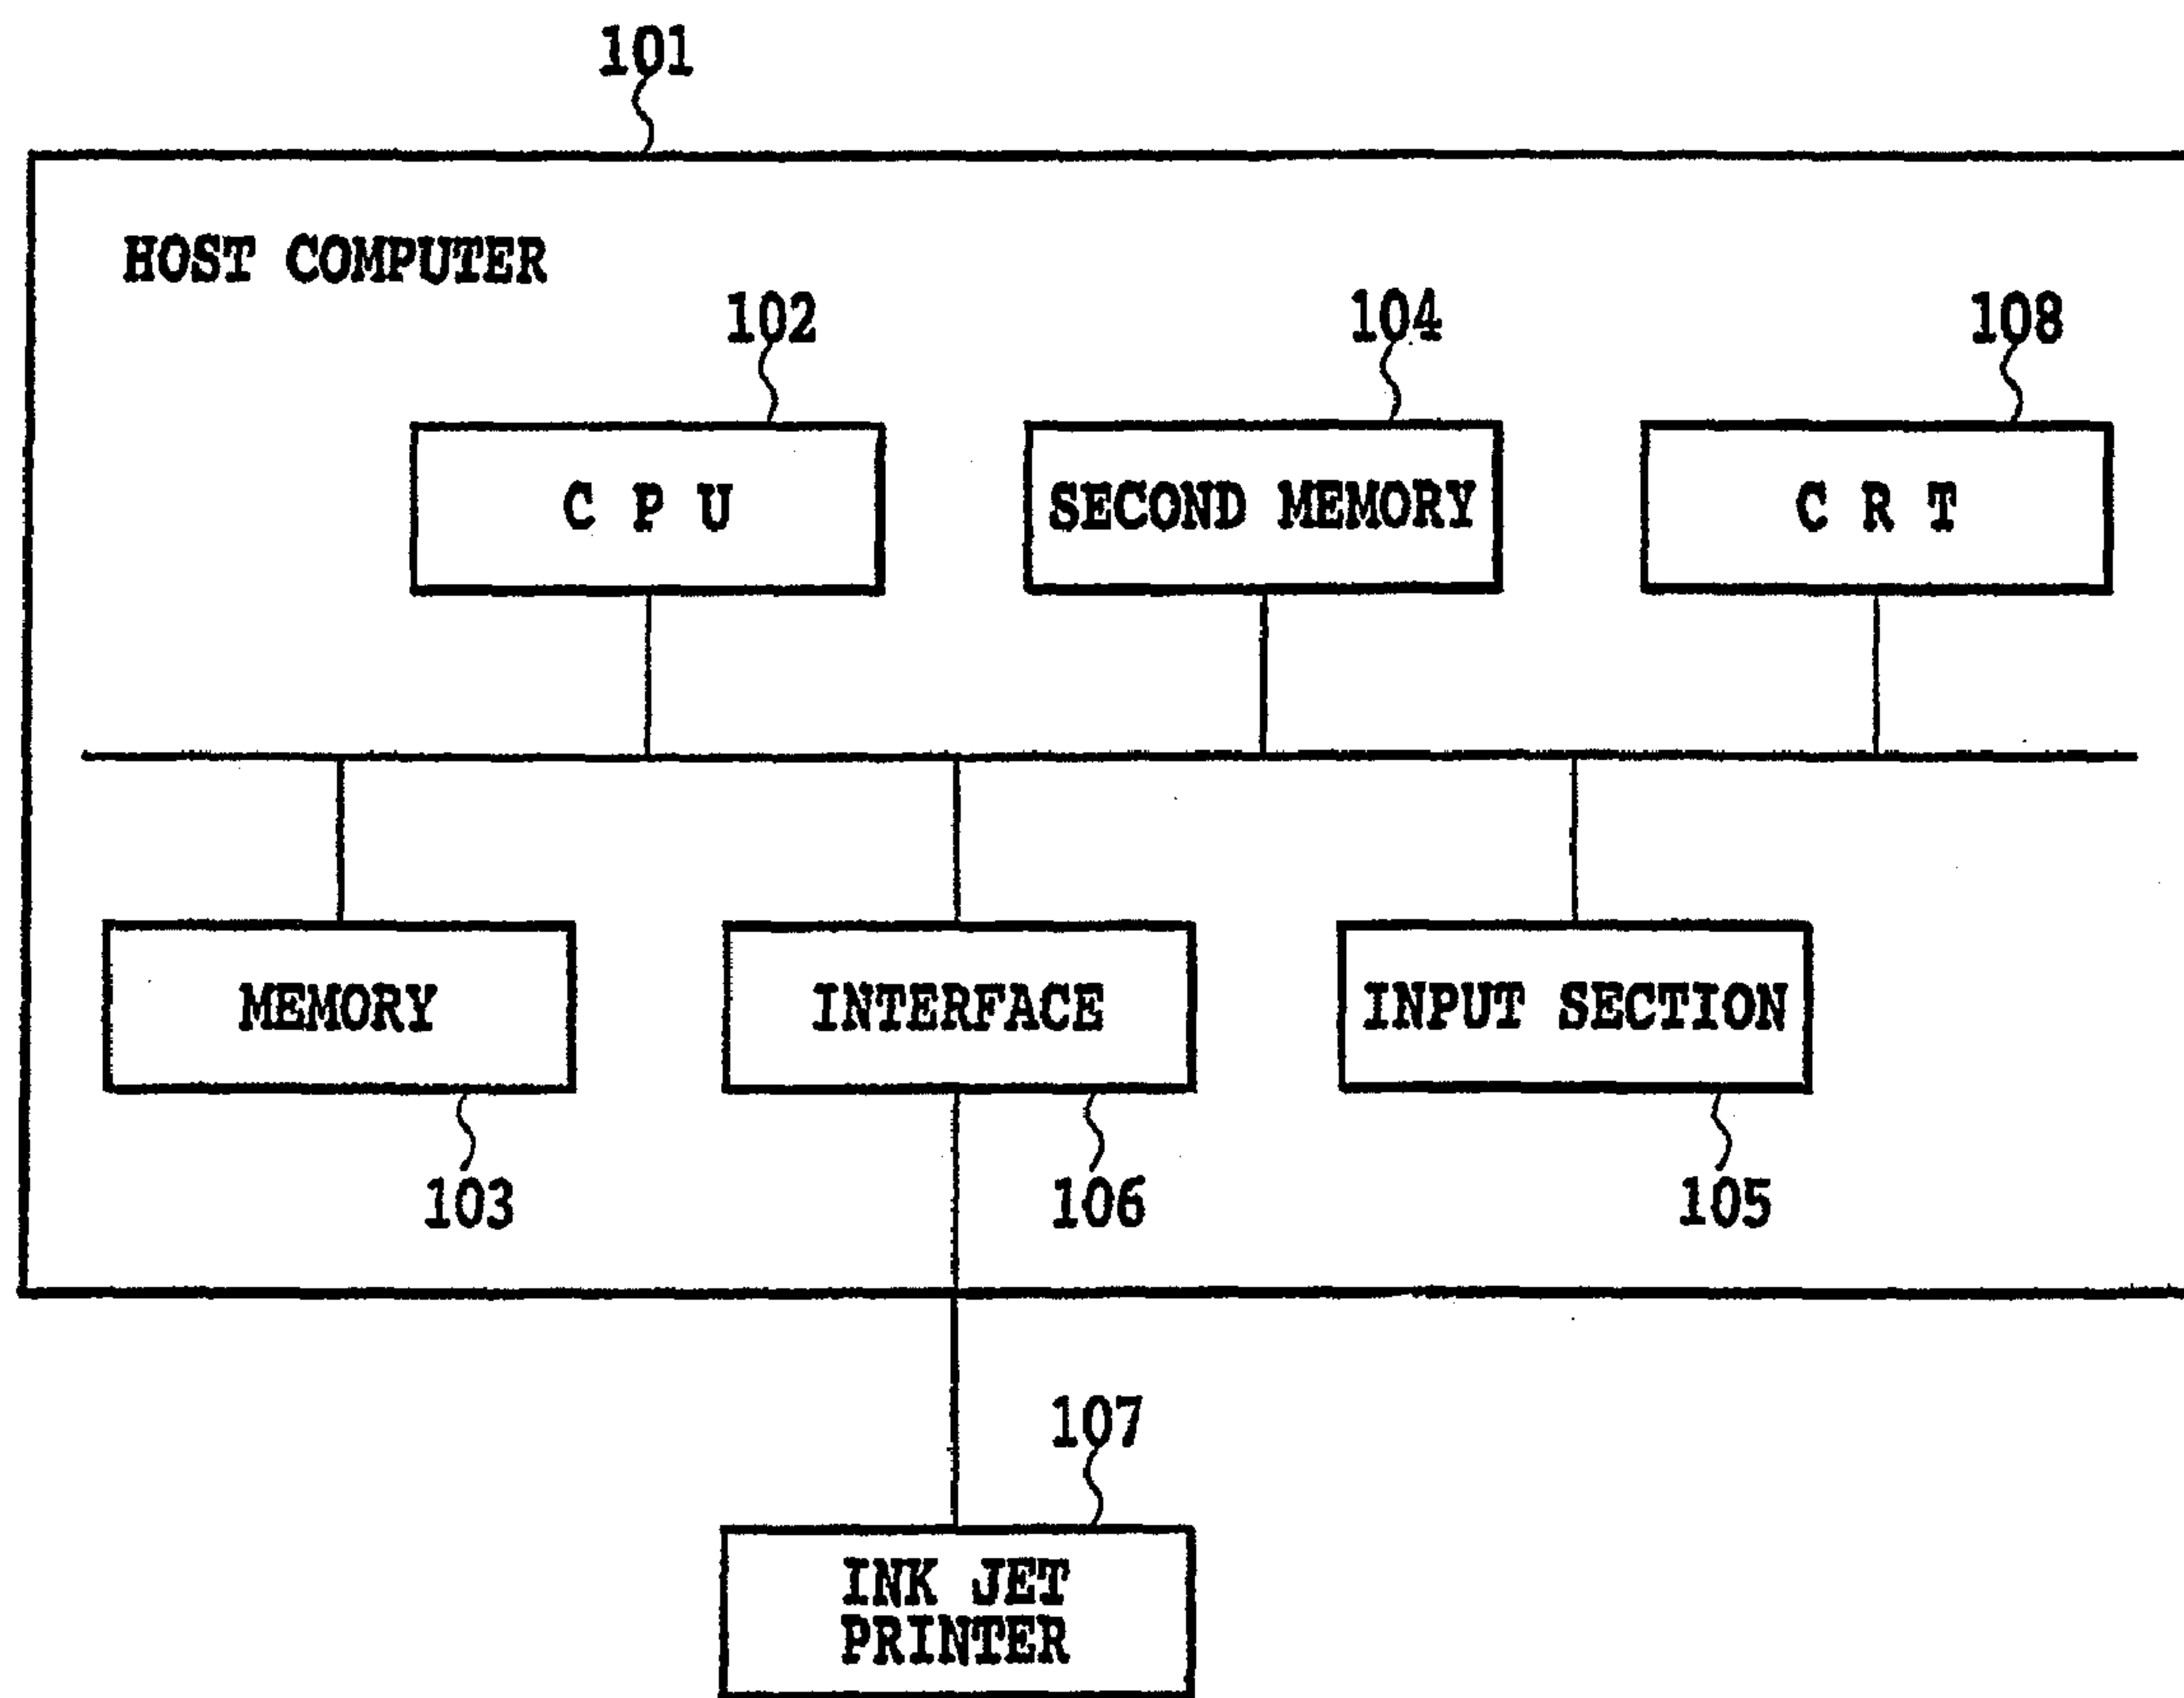 101
HOST COMPUTER
102
104
108
C P U
SECOND MEMORY
C R T
MEMORY
INTERFACE
INPUT SECTION
103
106
105
107
INK JET
PRINTER